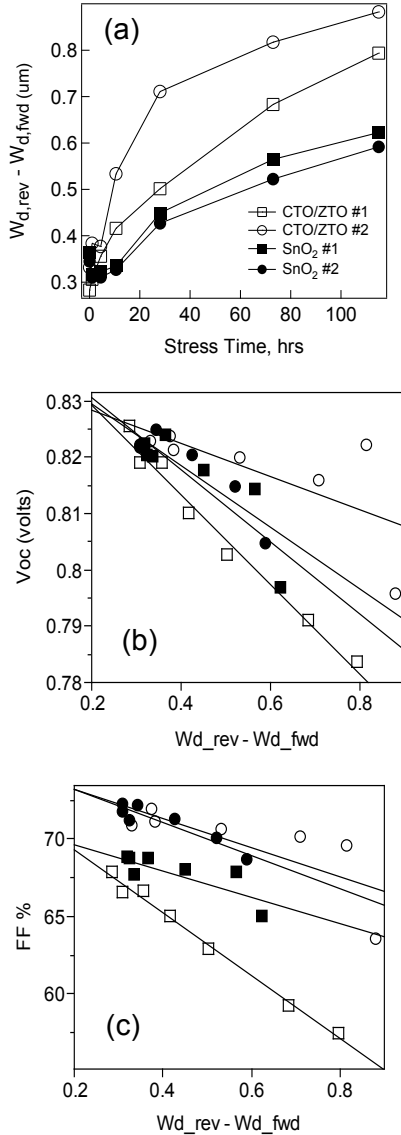 (a)
W_d,rev - W_d,fwd (um)
0.8
0.7
0.6
0.5
0.4
0.3
CTO/ZTO #1
CTO/ZTO #2
SnO₂ #1
SnO₂ #2
0 20 40 60 80 100
Stress Time, hrs
Voc (volts)
0.83
0.82
0.81
0.8
0.79
0.78
(b)
0.2 0.4 0.6 0.8
Wd_rev - Wd_fwd
FF %
70
65
60
(c)
0.2 0.4 0.6 0.8
Wd_rev - Wd_fwd